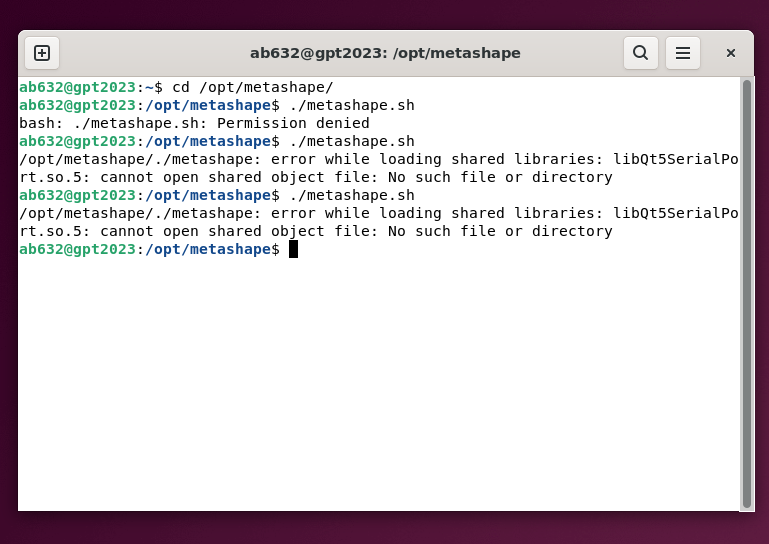 ab632@gpt2023: /opt/metashape
ab632@gpt2023:~$ cd /opt/metashape/
ab632@gpt2023:/opt/metashape$ ./metashape.sh
bash: ./metashape.sh: Permission denied
ab632@gpt2023:/opt/metashape$ ./metashape.sh
/opt/metashape/./metashape: error while loading shared libraries: libQt5SerialPo
rt.so.5: cannot open shared object file: No such file or directory
ab632@gpt2023:/opt/metashape$ ./metashape.sh
/opt/metashape/./metashape: error while loading shared libraries: libQt5SerialPo
rt.so.5: cannot open shared object file: No such file or directory
ab632@gpt2023:/opt/metashape$